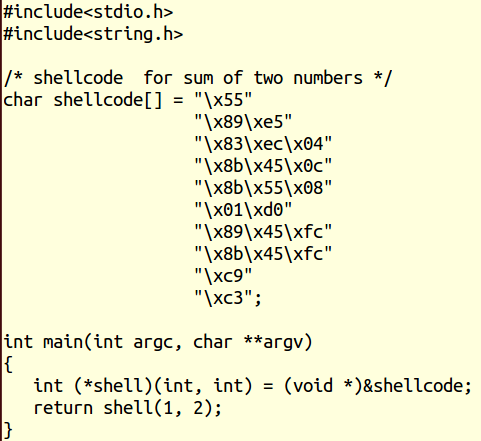 #include<stdio.h>
#include<string.h>

/* shellcode  for sum of two numbers */
char shellcode[] = "\x55"
                   "\x89\xe5"
                   "\x83\xec\x04"
                   "\x8b\x45\x0c"
                   "\x8b\x55\x08"
                   "\x01\xd0"
                   "\x89\x45\xfc"
                   "\x8b\x45\xfc"
                   "\xc9"
                   "\xc3";

int main(int argc, char **argv)
{
   int (*shell)(int, int) = (void *)&shellcode;
   return shell(1, 2);
}